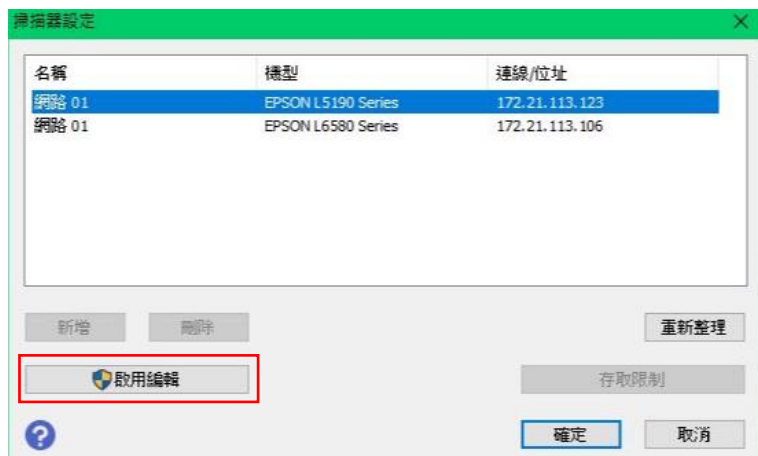 掃描器設定
名稱 機型 連線/位址
網路 01 EPSON L5190 Series 172.21.113.123
網路 01 EPSON L6580 Series 172.21.113.106
新增 刪除 重新整理
啟用編輯 存取限制
確定 取消